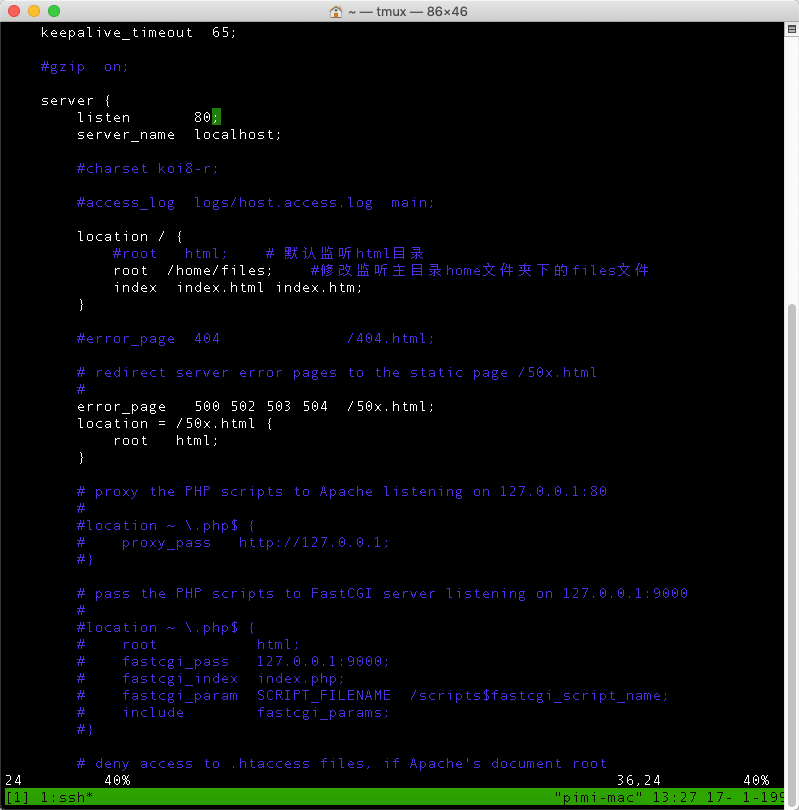 ~ — tmux — 86×46
keepalive_timeout  65;
#gzip  on;
server {
listen       80;
server_name  localhost;
#charset koi8-r;
#access_log  logs/host.access.log  main;
location / {
#root   html;    # 默认监听html目录
root  /home/files;    #修改监听主目录home文件夹下的files文件
index  index.html index.htm;
}
#error_page  404              /404.html;
# redirect server error pages to the static page /50x.html
#
error_page   500 502 503 504  /50x.html;
location = /50x.html {
root   html;
}
# proxy the PHP scripts to Apache listening on 127.0.0.1:80
#
#location ~ \.php$ {
#    proxy_pass   http://127.0.0.1;
#}
# pass the PHP scripts to FastCGI server listening on 127.0.0.1:9000
#
#location ~ \.php$ {
#    root           html;
#    fastcgi_pass   127.0.0.1:9000;
#    fastcgi_index  index.php;
#    fastcgi_param  SCRIPT_FILENAME  /scripts$fastcgi_script_name;
#    include        fastcgi_params;
#}
# deny access to .htaccess files, if Apache's document root
24         40%                                                      36,24         40%
[1] 1:ssh*                                                   "pimi-mac" 13:27 17- 1-199